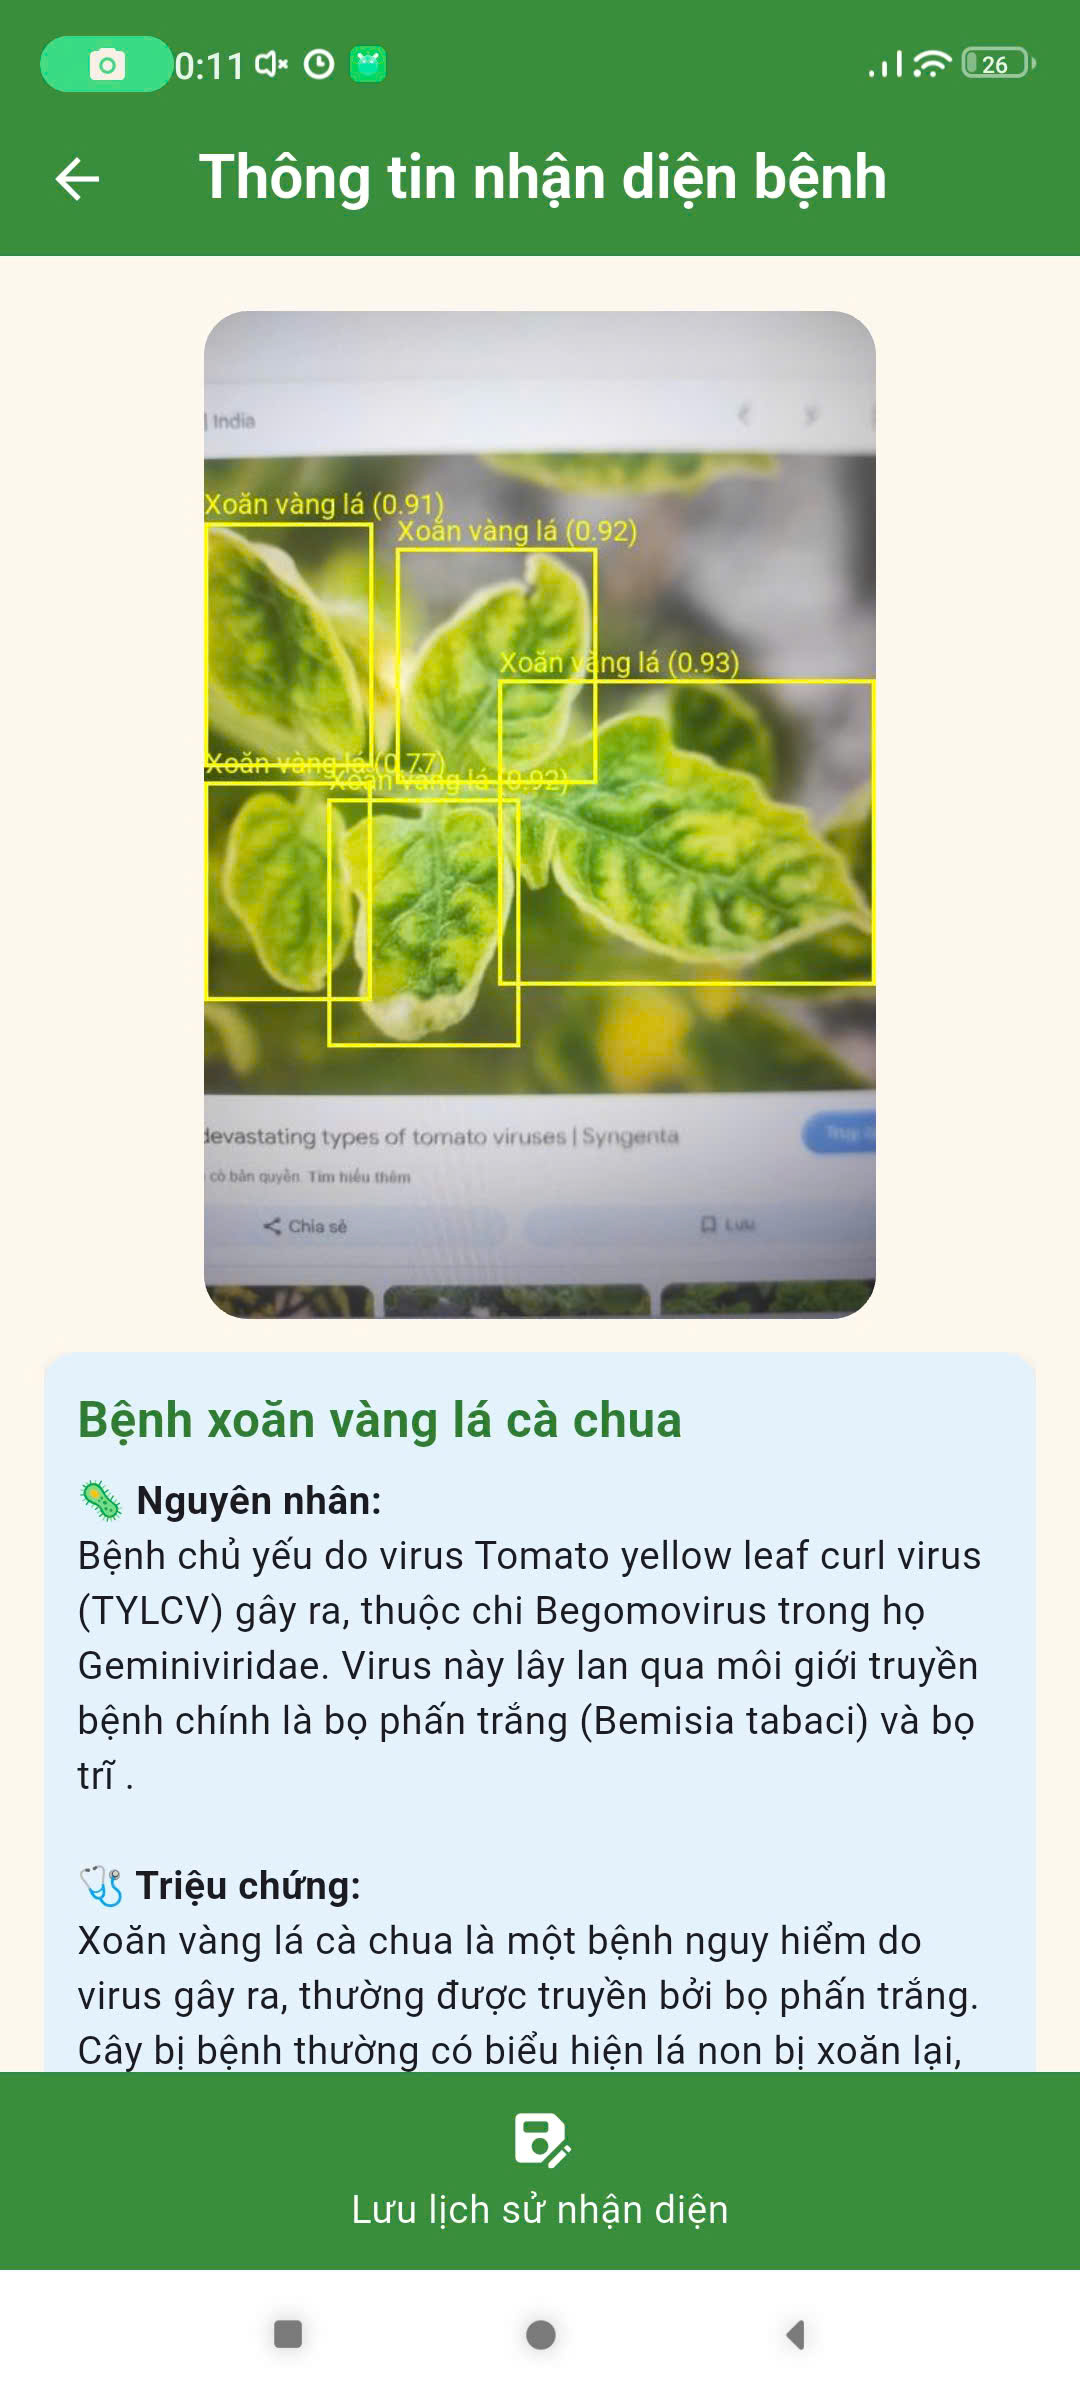 0:11
26
Thông tin nhận diện bệnh
| India
Xoăn vàng lá (0.91)
Xoăn vàng lá (0.92)
Xoăn vàng lá (0.93)
Xoăn vàng lá (0.77)
Xoăn vàng lá (0.92)
devastating types of tomato viruses | Syngenta
có bản quyền. Tìm hiểu thêm
Chia sẻ
Lưu
Bệnh xoăn vàng lá cà chua
Nguyên nhân:
Bệnh chủ yếu do virus Tomato yellow leaf curl virus
(TYLCV) gây ra, thuộc chi Begomovirus trong họ
Geminiviridae. Virus này lây lan qua môi giới truyền
bệnh chính là bọ phấn trắng (Bemisia tabaci) và bọ
trĩ .
Triệu chứng:
Xoăn vàng lá cà chua là một bệnh nguy hiểm do
virus gây ra, thường được truyền bởi bọ phấn trắng.
Cây bị bệnh thường có biểu hiện lá non bị xoăn lại,
Lưu lịch sử nhận diện